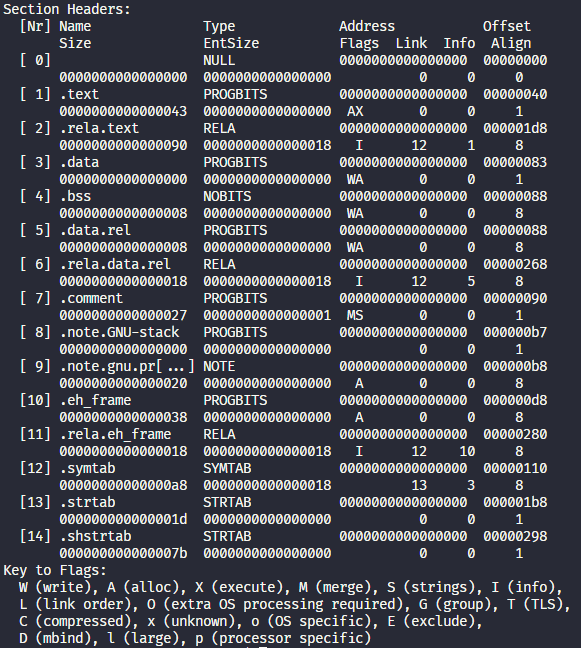 Section Headers:
  [Nr] Name              Type             Address           Offset
       Size              EntSize          Flags  Link  Info  Align
  [ 0]                   NULL             0000000000000000  00000000
       0000000000000000  0000000000000000           0     0     0
  [ 1] .text             PROGBITS         0000000000000000  00000040
       0000000000000043  0000000000000000  AX       0     0     1
  [ 2] .rela.text        RELA             0000000000000000  000001d8
       0000000000000090  0000000000000018   I      12     1     8
  [ 3] .data             PROGBITS         0000000000000000  00000083
       0000000000000000  0000000000000000  WA       0     0     1
  [ 4] .bss              NOBITS           0000000000000000  00000088
       0000000000000008  0000000000000000  WA       0     0     8
  [ 5] .data.rel         PROGBITS         0000000000000000  00000088
       0000000000000008  0000000000000000  WA       0     0     8
  [ 6] .rela.data.rel    RELA             0000000000000000  00000268
       0000000000000018  0000000000000018   I      12     5     8
  [ 7] .comment          PROGBITS         0000000000000000  00000090
       0000000000000027  0000000000000001  MS       0     0     1
  [ 8] .note.GNU-stack   PROGBITS         0000000000000000  000000b7
       0000000000000000  0000000000000000           0     0     1
  [ 9] .note.gnu.pr[...] NOTE             0000000000000000  000000b8
       0000000000000020  0000000000000000   A       0     0     8
  [10] .eh_frame         PROGBITS         0000000000000000  000000d8
       0000000000000038  0000000000000000   A       0     0     8
  [11] .rela.eh_frame    RELA             0000000000000000  00000280
       0000000000000018  0000000000000018   I      12    10     8
  [12] .symtab           SYMTAB           0000000000000000  00000110
       00000000000000a8  0000000000000018          13     3     8
  [13] .strtab           STRTAB           0000000000000000  000001b8
       000000000000001d  0000000000000000           0     0     1
  [14] .shstrtab         STRTAB           0000000000000000  00000298
       000000000000007b  0000000000000000           0     0     1
Key to Flags:
  W (write), A (alloc), X (execute), M (merge), S (strings), I (info),
  L (link order), O (extra OS processing required), G (group), T (TLS),
  C (compressed), x (unknown), o (OS specific), E (exclude),
  D (mbind), l (large), p (processor specific)